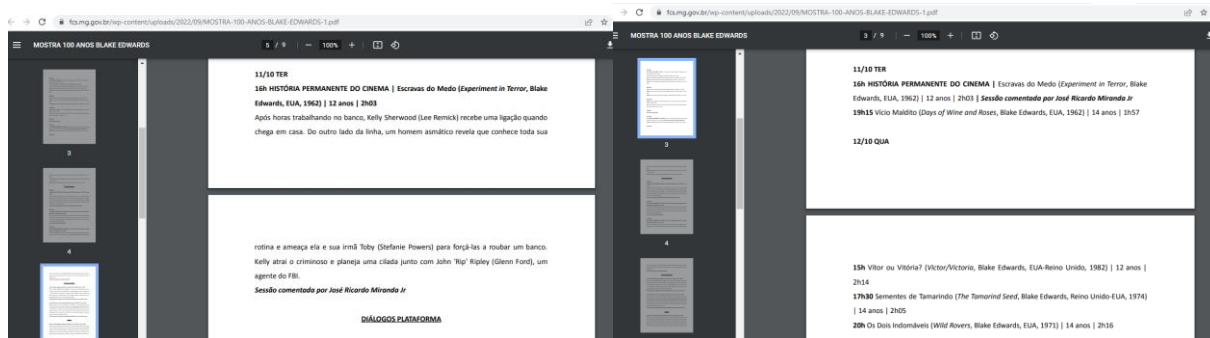 fcs.mg.gov.br/wp-content/uploads/2022/09/MOSTRA-100-ANOS-BLAKE-EDWARDS-1.pdf
MOSTRA 100 ANOS BLAKE EDWARDS
5 / 9
100%
3
4
11/10 TER
16h HISTÓRIA PERMANENTE DO CINEMA | Escravas do Medo (Experiment in Terror, Blake
Edwards, EUA, 1962) | 12 anos | 2h03
Após horas trabalhando no banco, Kelly Sherwood (Lee Remick) recebe uma ligação quando
chega em casa. Do outro lado da linha, um homem asmático revela que conhece toda sua
rotina e ameaça ela e sua irmã Toby (Stefanie Powers) para forçá-las a roubar um banco.
Kelly atrai o criminoso e planeja uma cilada junto com John 'Rip' Ripley (Glenn Ford), um
agente do FBI.
Sessão comentada por José Ricardo Miranda Jr
DIÁLOGOS PLATAFORMA
fcs.mg.gov.br/wp-content/uploads/2022/09/MOSTRA-100-ANOS-BLAKE-EDWARDS-1.pdf
MOSTRA 100 ANOS BLAKE EDWARDS
3 / 9
100%
3
4
11/10 TER
16h HISTÓRIA PERMANENTE DO CINEMA | Escravas do Medo (Experiment in Terror, Blake
Edwards, EUA, 1962) | 12 anos | 2h03 | Sessão comentada por José Ricardo Miranda Jr
19h15 Vício Maldito (Days of Wine and Roses, Blake Edwards, EUA, 1962) | 14 anos | 1h57
12/10 QUA
15h Vítor ou Vitória? (Victor/Victoria, Blake Edwards, EUA-Reino Unido, 1982) | 12 anos |
2h14
17h30 Sementes de Tamarindo (The Tamarind Seed, Blake Edwards, Reino Unido-EUA, 1974)
| 14 anos | 2h05
20h Os Dois Indomáveis (Wild Rovers, Blake Edwards, EUA, 1971) | 14 anos | 2h16